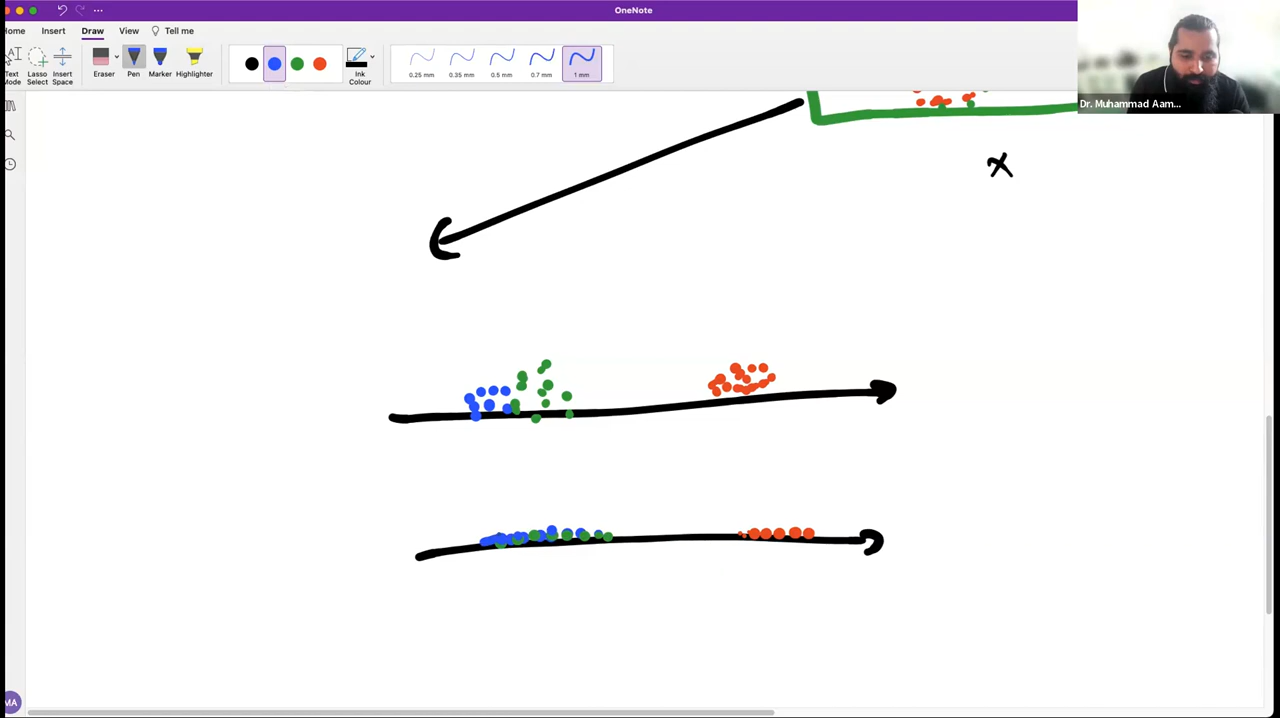 OneNote
Home Insert Draw View Tell me
Text Mode
Lasso Select
Insert Space
Eraser
Pen
Marker
Highlighter
Ink Colour
0.25 mm
0.35 mm
0.5 mm
0.7 mm
1 mm
Dr. Muhammad Aam...
x
MA